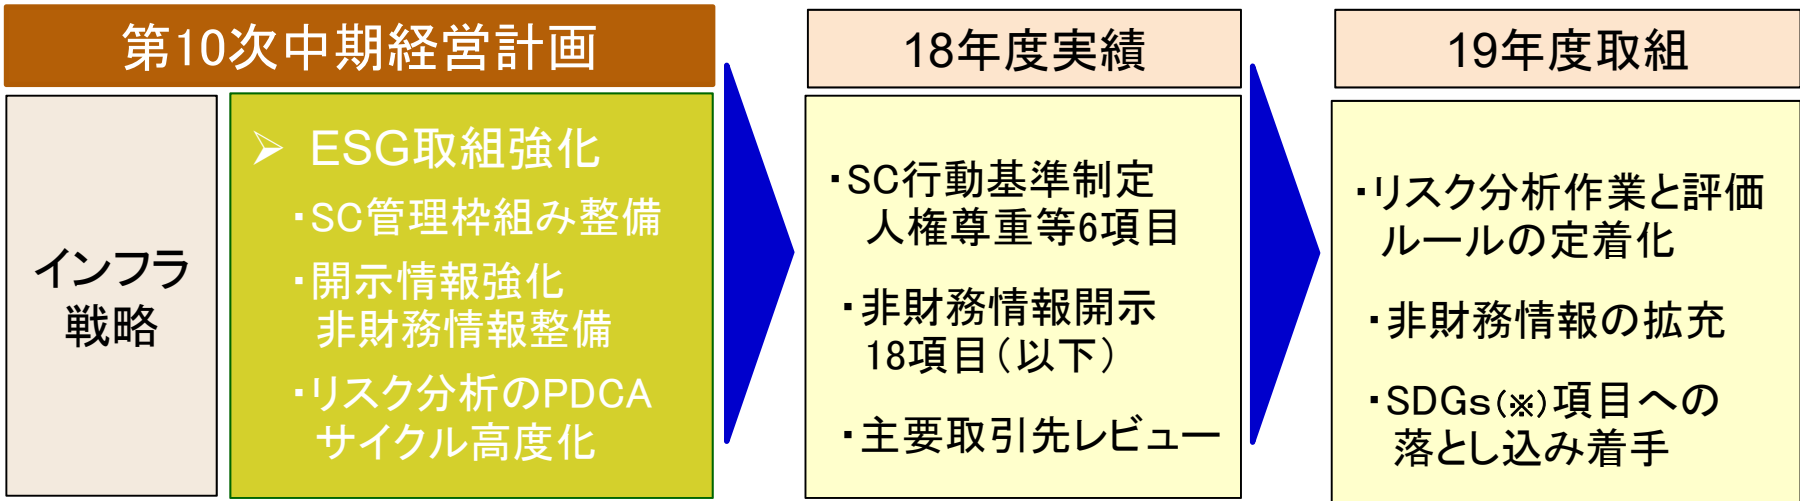 第10次中期経営計画
インフラ
戦略
➢ ESG取組強化
・SC管理枠組み整備
・開示情報強化
非財務情報整備
・リスク分析のPDCA
サイクル高度化
18年度実績
・SC行動基準制定
人権尊重等6項目
・非財務情報開示
18項目（以下）
・主要取引先レビュー
19年度取組
・リスク分析作業と評価
ルールの定着化
・非財務情報の拡充
・SDGs(※)項目への
落とし込み着手